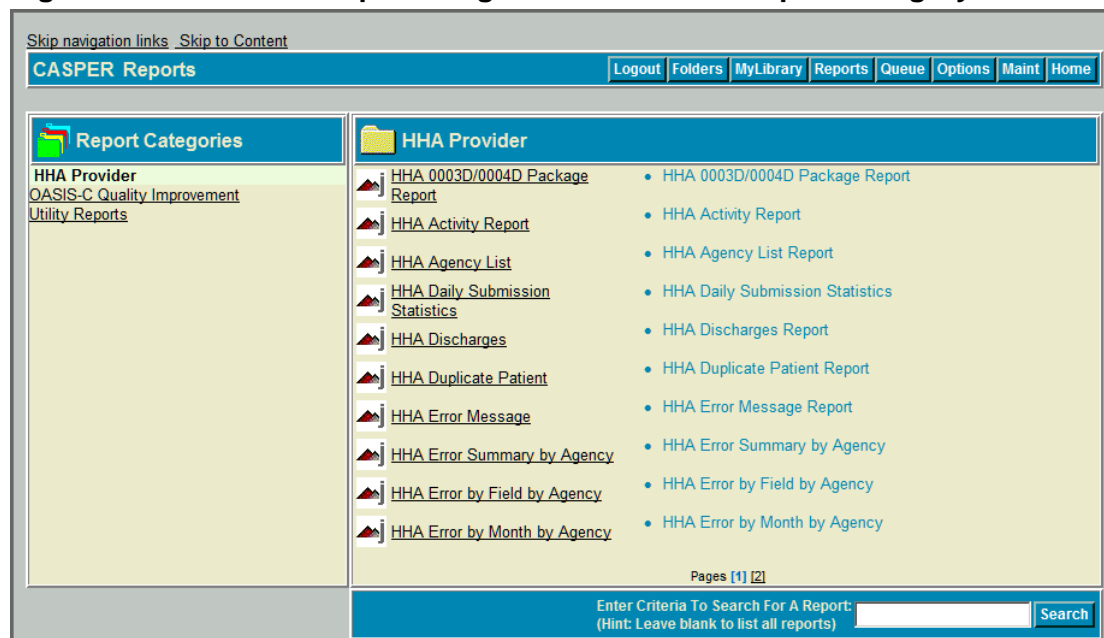 Skip navigation links Skip to Content
CASPER Reports
Logout Folders MyLibrary Reports Queue Options Maint Home
Report Categories
HHA Provider
OASIS-C Quality Improvement
Utility Reports
HHA Provider
HHA 0003D/0004D Package
Report
• HHA 0003D/0004D Package Report
HHA Activity Report
• HHA Activity Report
HHA Agency List
• HHA Agency List Report
HHA Daily Submission
Statistics
• HHA Daily Submission Statistics
HHA Discharges
• HHA Discharges Report
HHA Duplicate Patient
• HHA Duplicate Patient Report
HHA Error Message
• HHA Error Message Report
HHA Error Summary by Agency
• HHA Error Summary by Agency
HHA Error by Field by Agency
• HHA Error by Field by Agency
HHA Error by Month by Agency
• HHA Error by Month by Agency
Pages [1] [2]
Enter Criteria To Search For A Report:
(Hint: Leave blank to list all reports)
Search